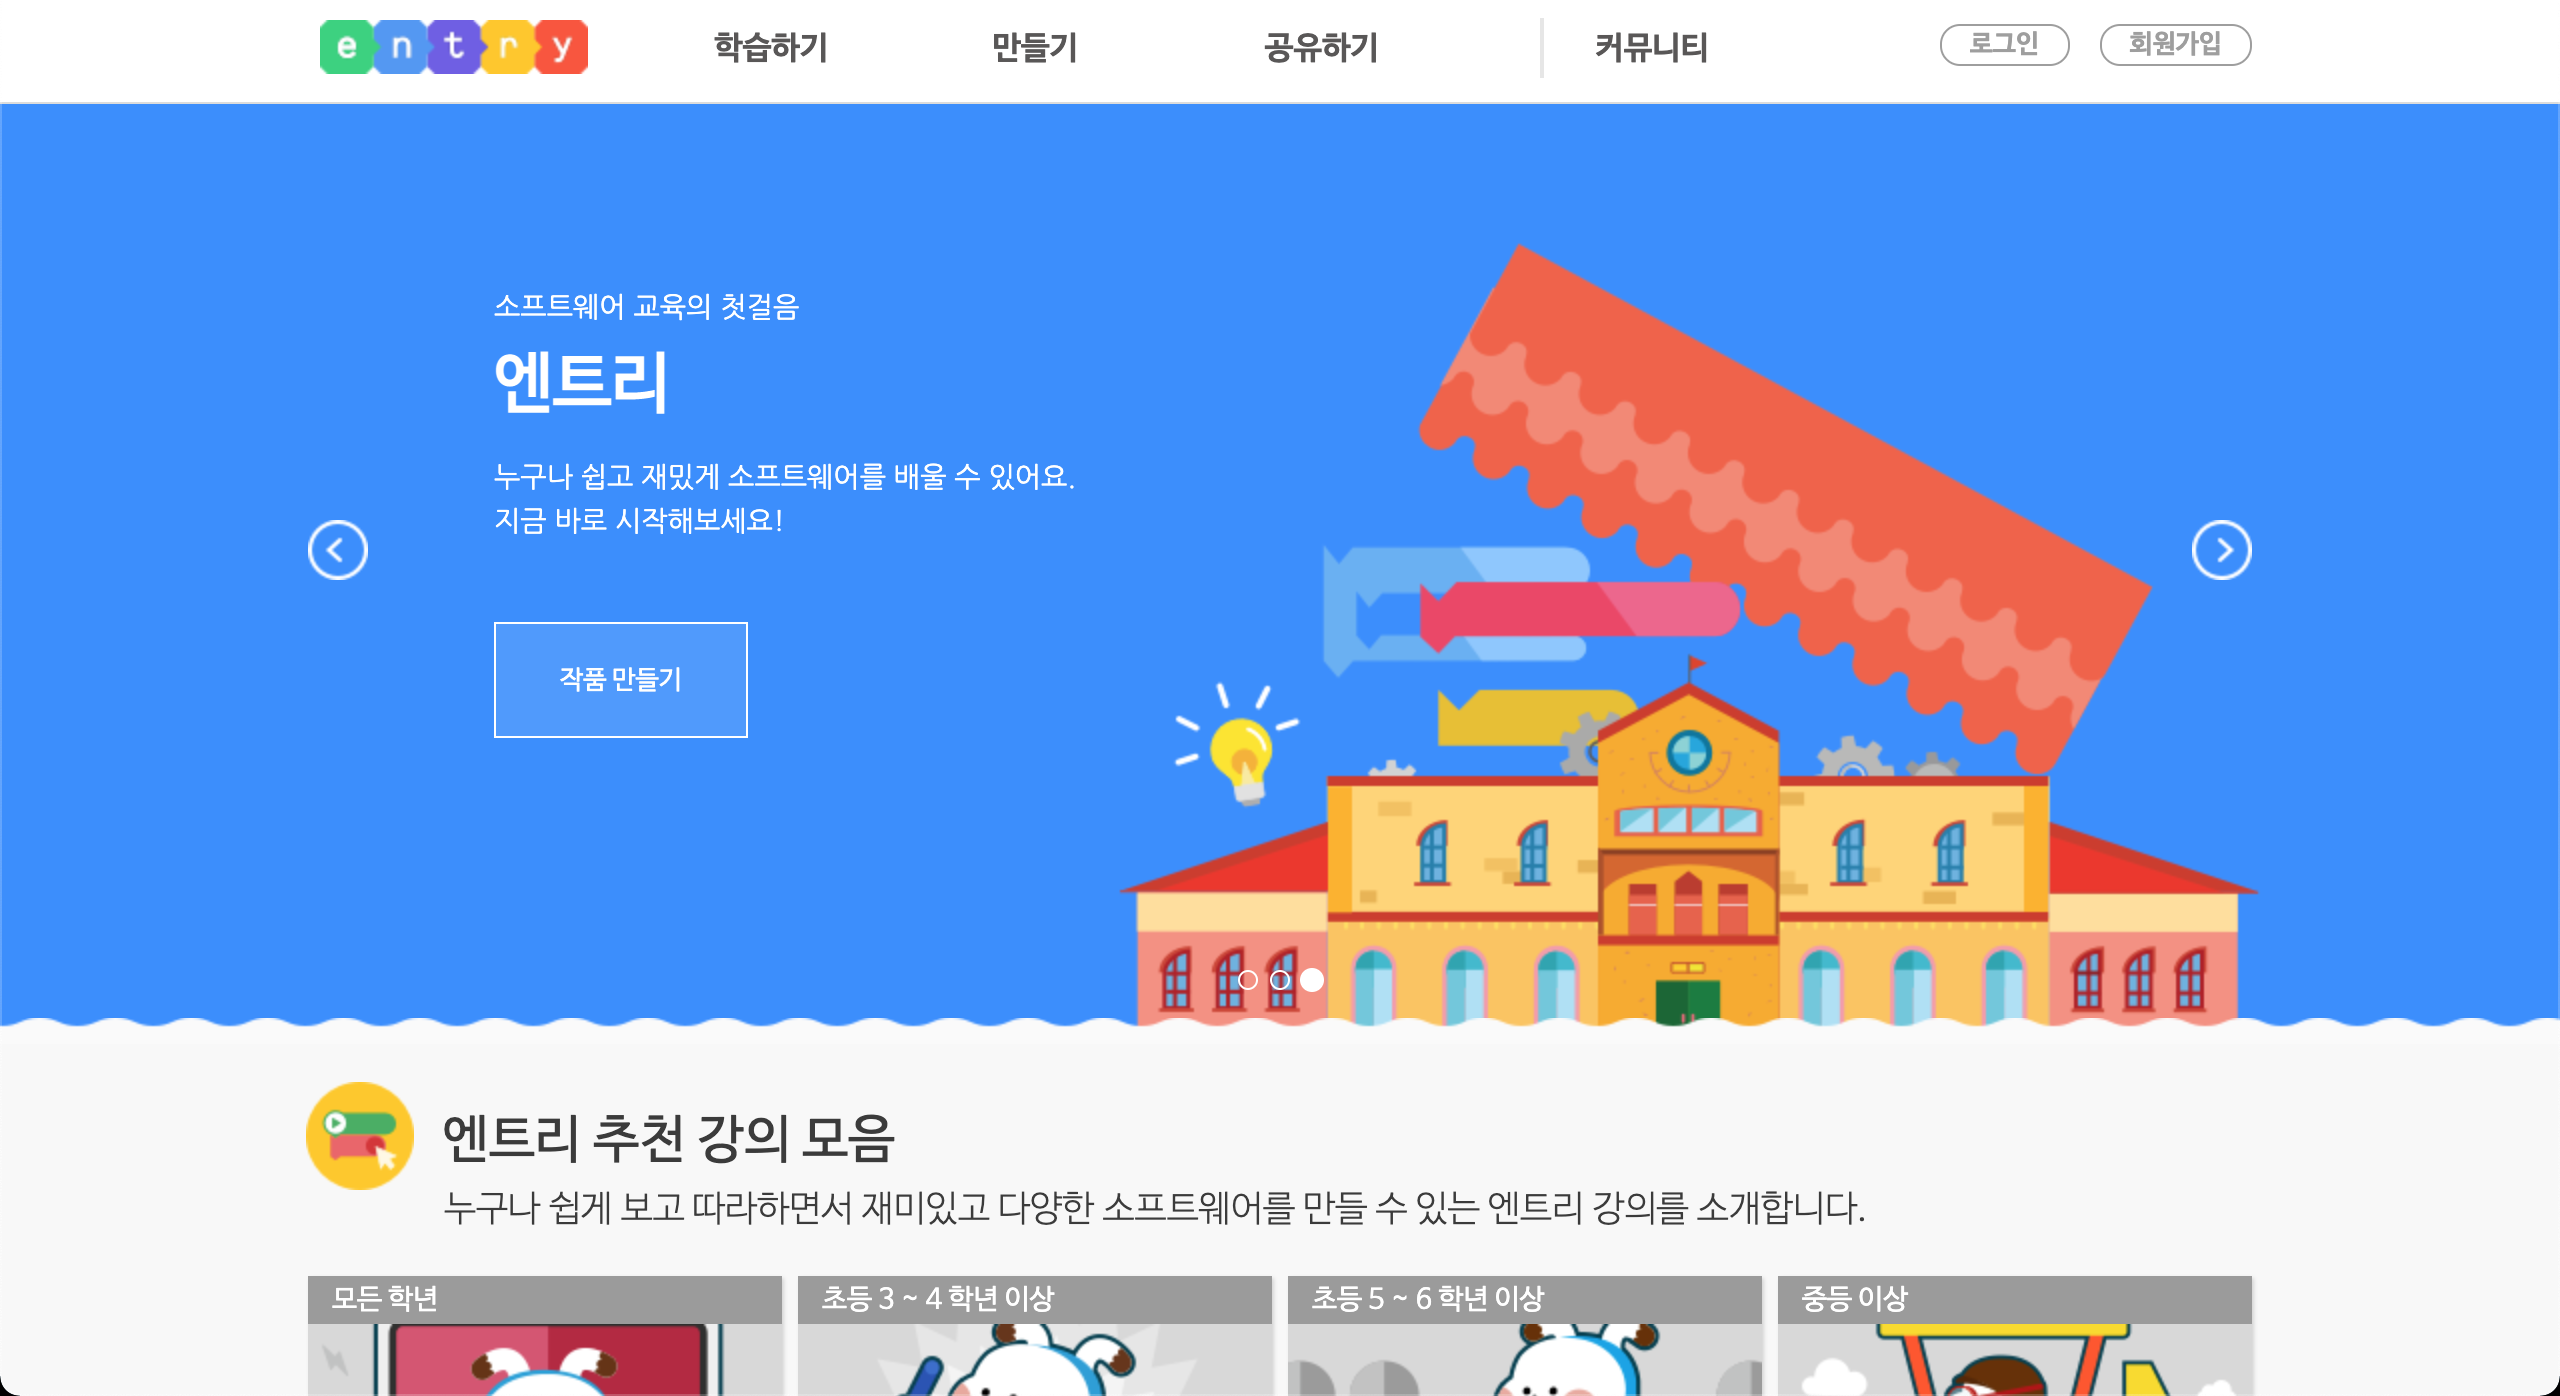 entry
학습하기
만들기
공유하기
커뮤니티
로그인
회원가입
소프트웨어 교육의 첫걸음
엔트리
누구나 쉽고 재밌게 소프트웨어를 배울 수 있어요.
지금 바로 시작해보세요!
작품 만들기
엔트리 추천 강의 모음
누구나 쉽게 보고 따라하면서 재미있고 다양한 소프트웨어를 만들 수 있는 엔트리 강의를 소개합니다.
모든 학년
초등 3 ~ 4 학년 이상
초등 5 ~ 6 학년 이상
중등 이상